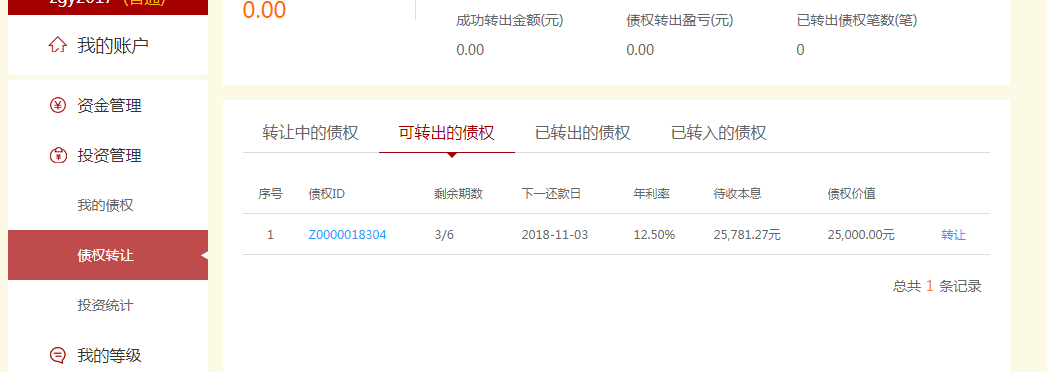 zgy2017 (普通)
我的账户
资金管理
投资管理
我的债权
债权转让
投资统计
我的等级
0.00
成功转出金额(元) 债权转出盈亏(元) 已转出债权笔数(笔)
0.00 0.00 0
转让中的债权 可转出的债权 已转出的债权 已转入的债权
序号 债权ID 剩余期数 下一还款日 年利率 待收本息 债权价值
1 Z0000018304 3/6 2018-11-03 12.50% 25,781.27元 25,000.00元 转让
总共 1 条记录